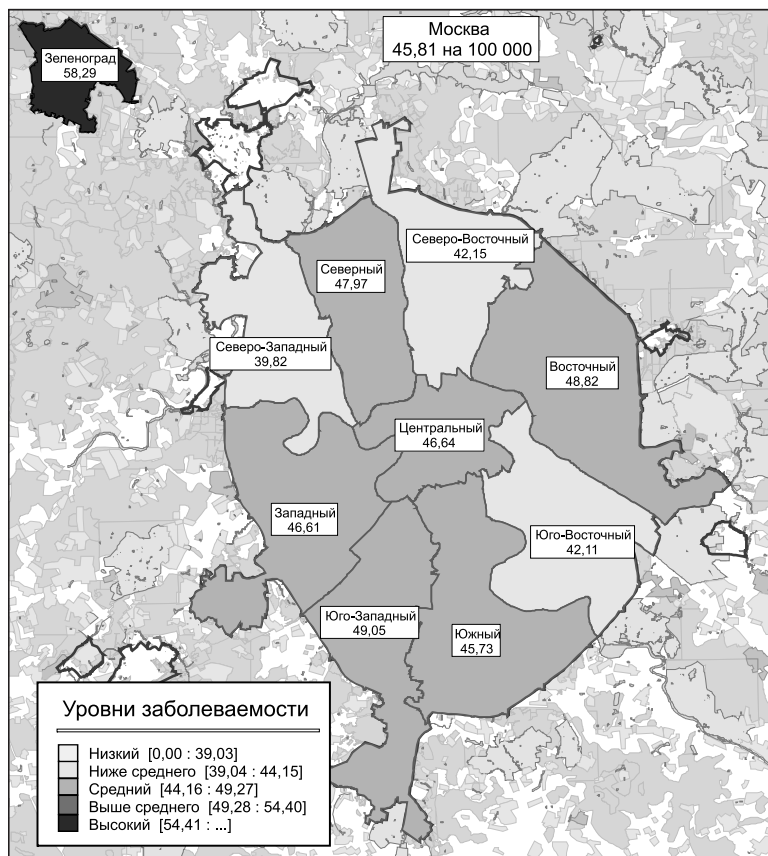 Москва
45,81 на 100 000
Зеленоград
58,29
Северо-Восточный
42,15
Северный
47,97
Северо-Западный
39,82
Восточный
48,82
Центральный
46,64
Западный
46,61
Юго-Восточный
42,11
Юго-Западный
49,05
Южный
45,73
Уровни заболеваемости
Низкий [0,00 : 39,03]
Ниже среднего [39,04 : 44,15]
Средний [44,16 : 49,27]
Выше среднего [49,28 : 54,40]
Высокий [54,41 : ...]